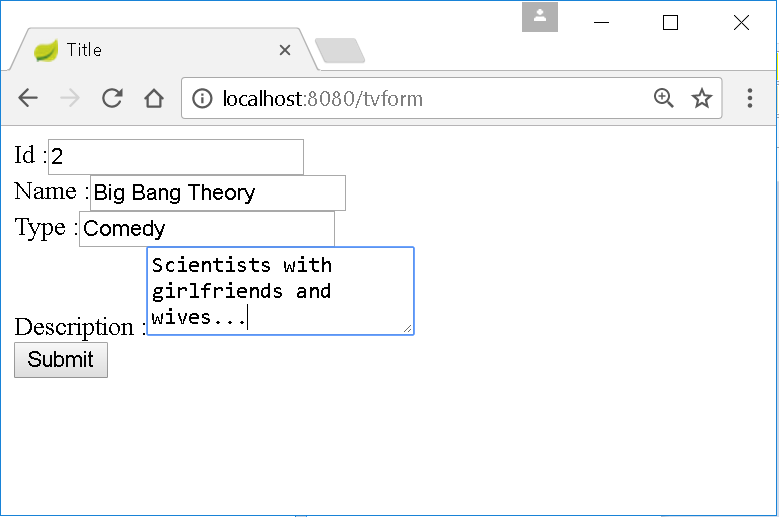 Title
localhost:8080/tvform
Id :2
Name :Big Bang Theory
Type :Comedy
Scientists with
girlfriends and
wives...
Description :
Submit